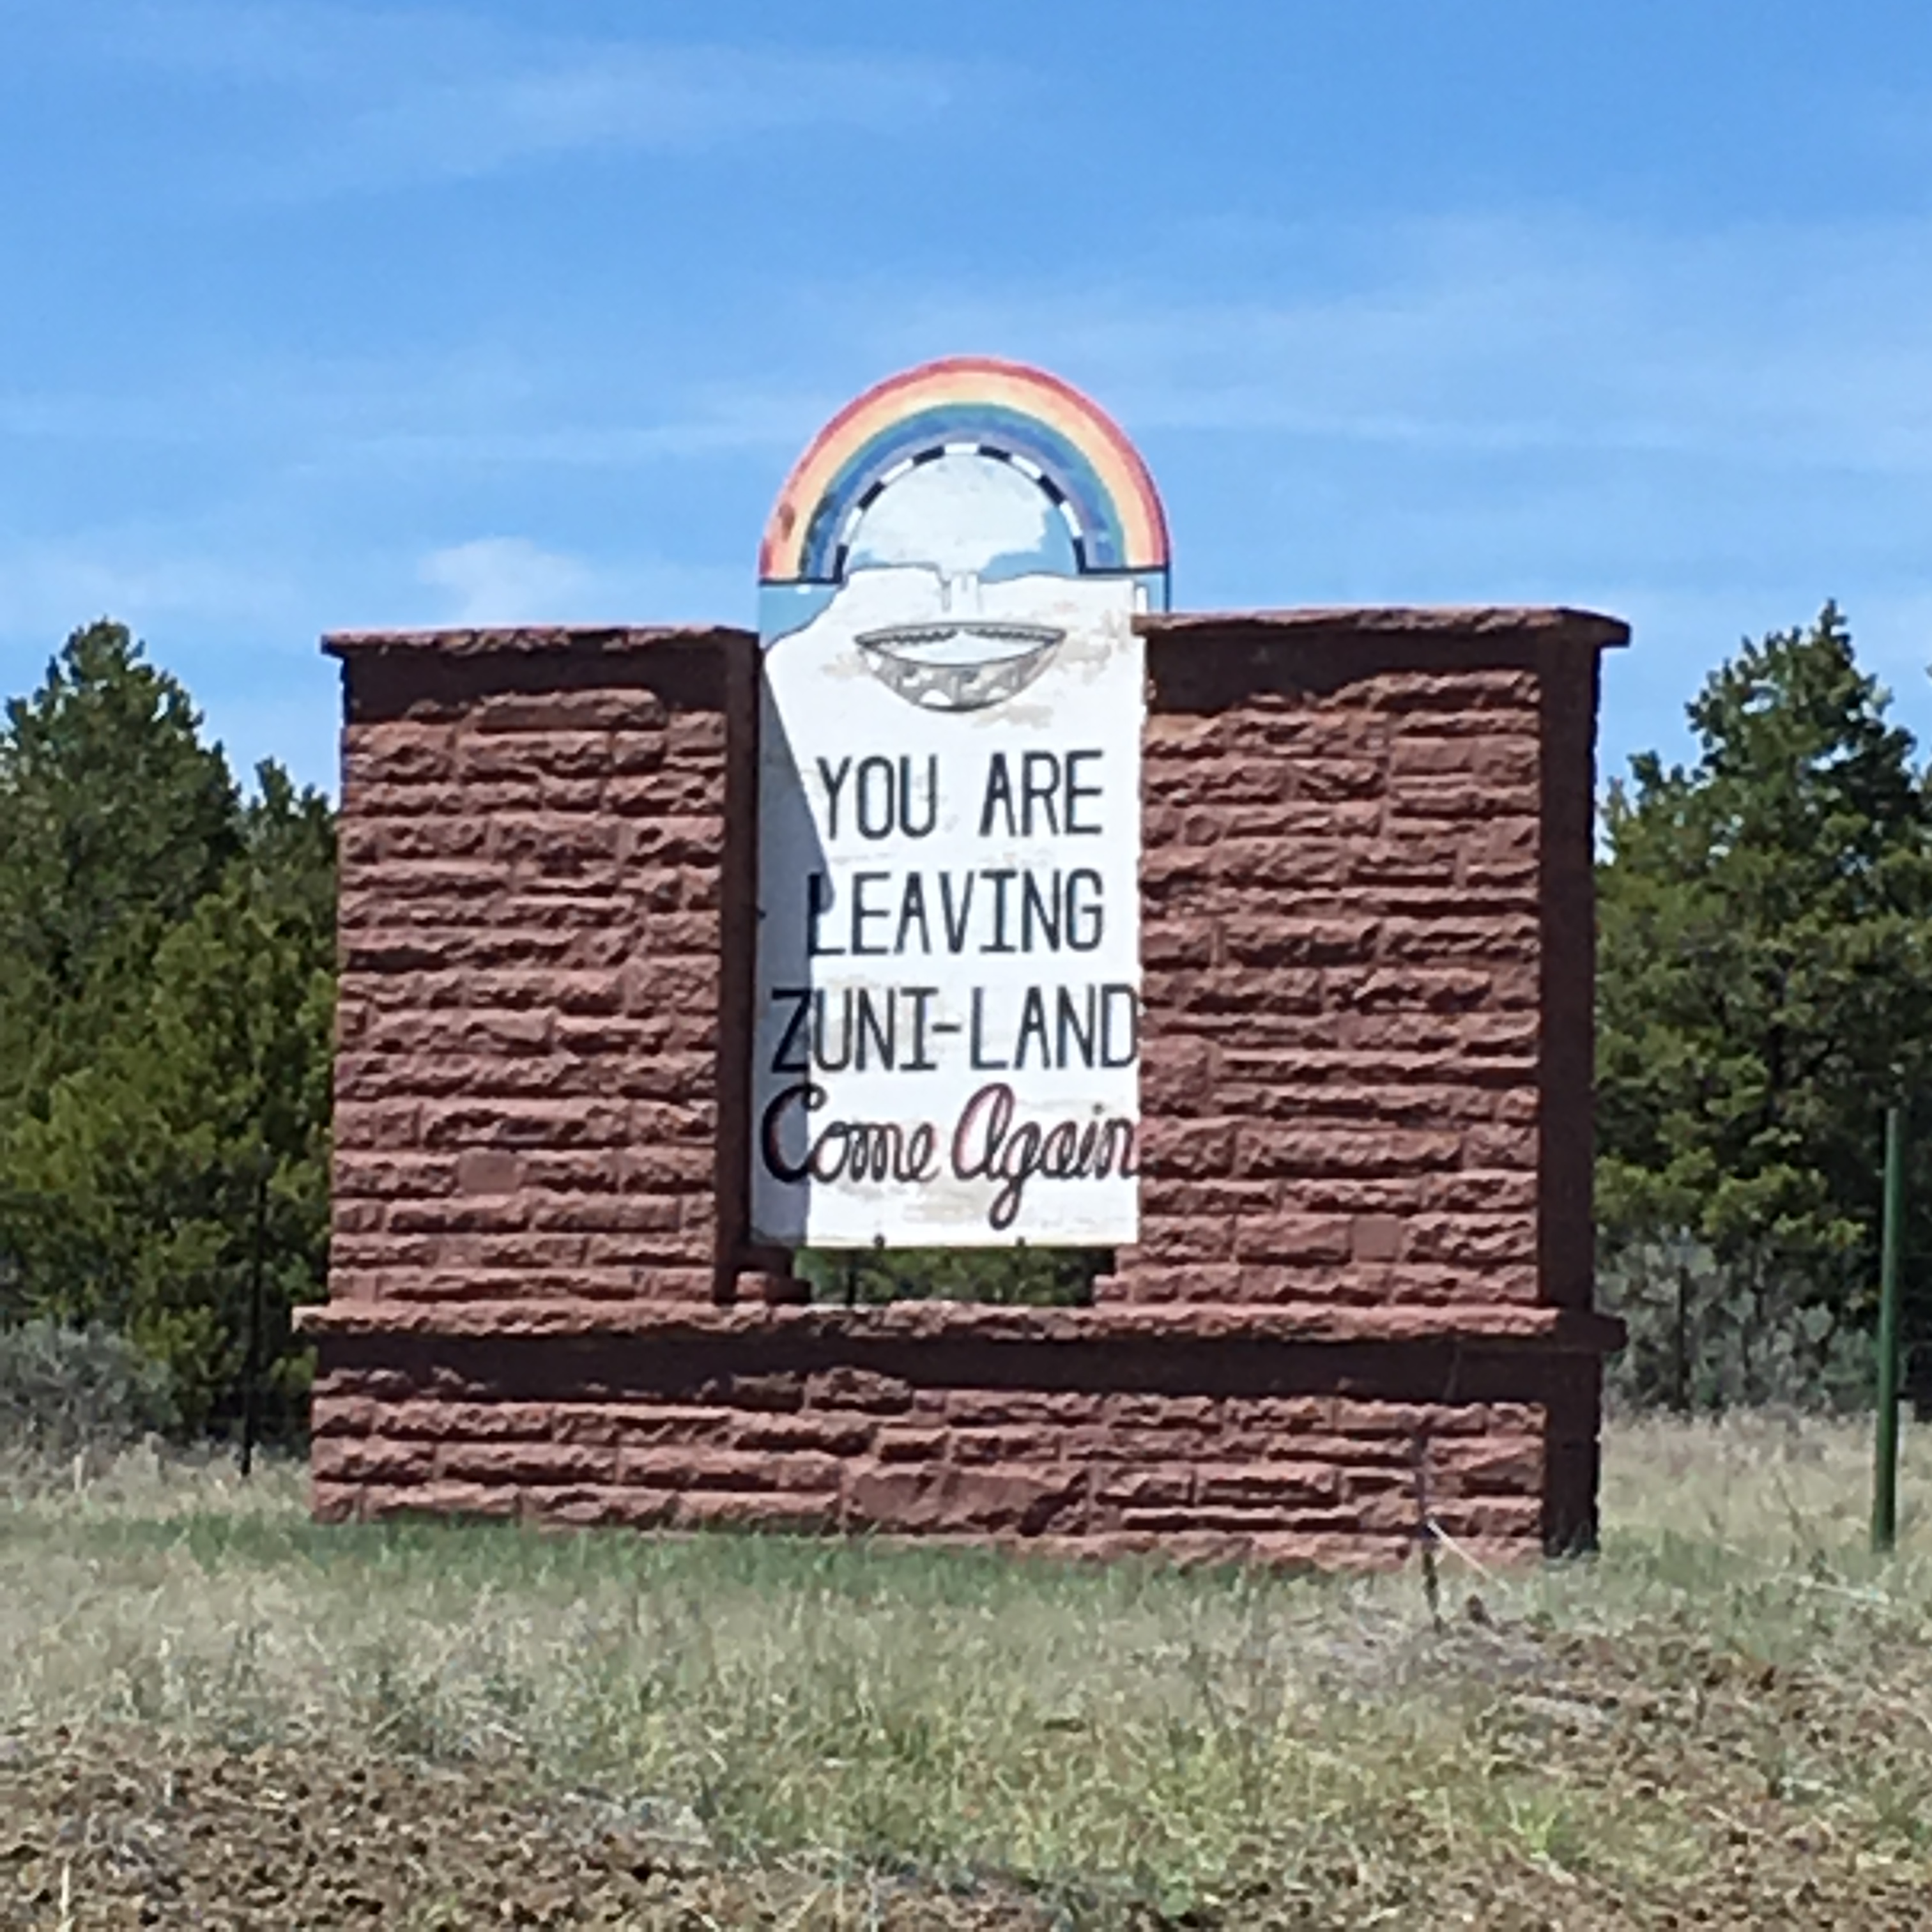 YOU ARE
LEAVING
ZUNI-LAND
Come Again